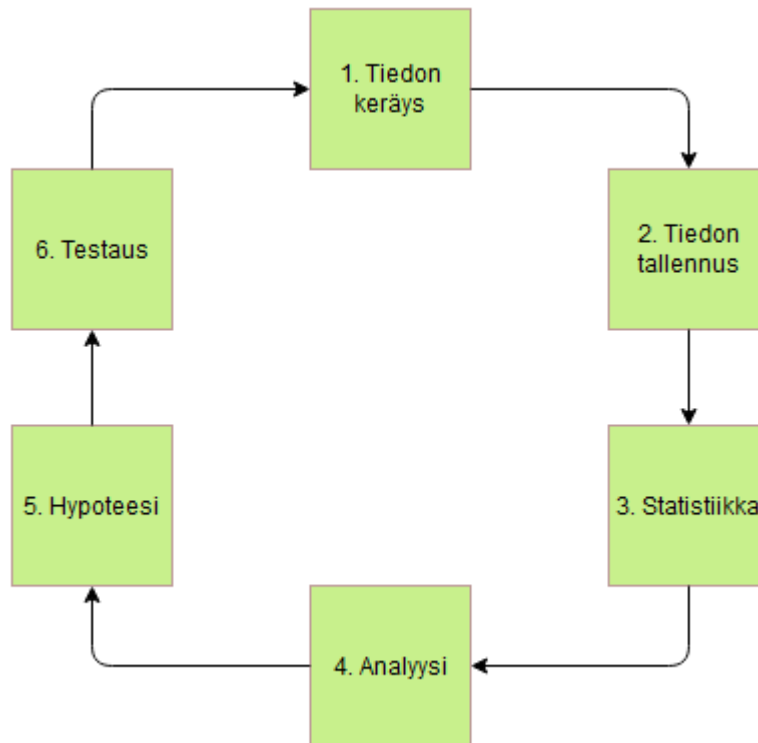 1. Tiedon
keräys
2. Tiedon
tallennus
3. Statistiikka
4. Analyysi
5. Hypoteesi
6. Testaus